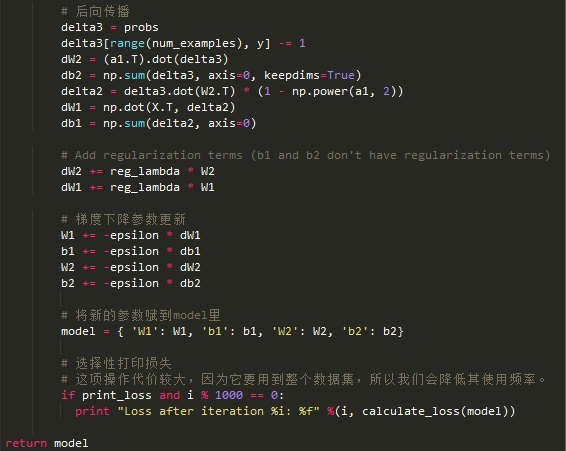 # 后向传播
delta3 = probs
delta3[range(num_examples), y] -= 1
dW2 = (a1.T).dot(delta3)
db2 = np.sum(delta3, axis=0, keepdims=True)
delta2 = delta3.dot(W2.T) * (1 - np.power(a1, 2))
dW1 = np.dot(X.T, delta2)
db1 = np.sum(delta2, axis=0)
# Add regularization terms (b1 and b2 don't have regularization terms)
dW2 += reg_lambda * W2
dW1 += reg_lambda * W1
# 梯度下降参数更新
W1 += -epsilon * dW1
b1 += -epsilon * db1
W2 += -epsilon * dW2
b2 += -epsilon * db2
# 将新的参数赋到model里
model = { 'W1': W1, 'b1': b1, 'W2': W2, 'b2': b2}
# 选择性打印损失
# 这项操作代价较大，因为它要用到整个数据集，所以我们会降低其使用频率。
if print_loss and i % 1000 == 0:
print "Loss after iteration %i: %f" %(i, calculate_loss(model))
return model